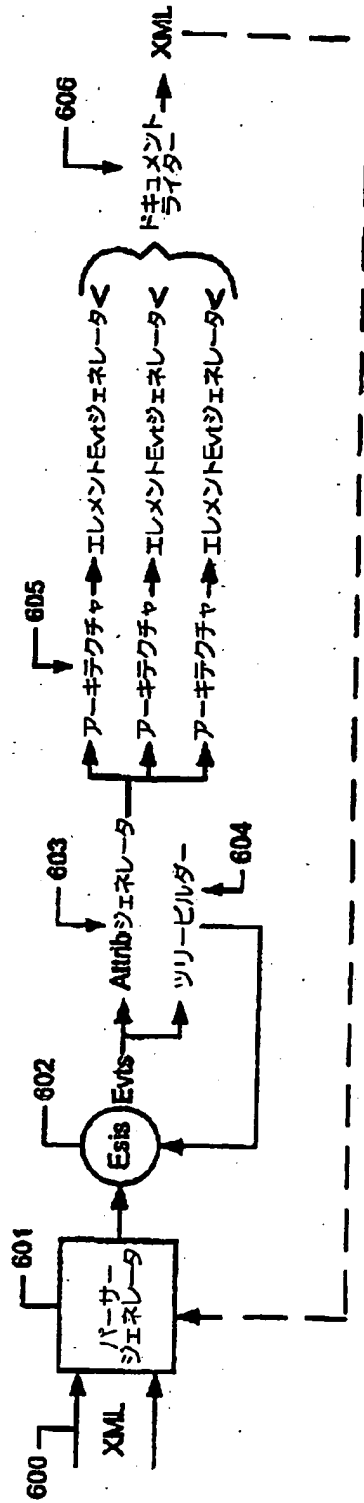 600
XML
601
パーサー
ジェネレータ
602
Esis
Evts
603
Attribジェネレータ
ツリービルダー
604
605
アーキテクチャ
エレメントEvtジェネレータ
アーキテクチャ
エレメントEvtジェネレータ
アーキテクチャ
エレメントEvtジェネレータ
606
ドキュメント
ライター
XML